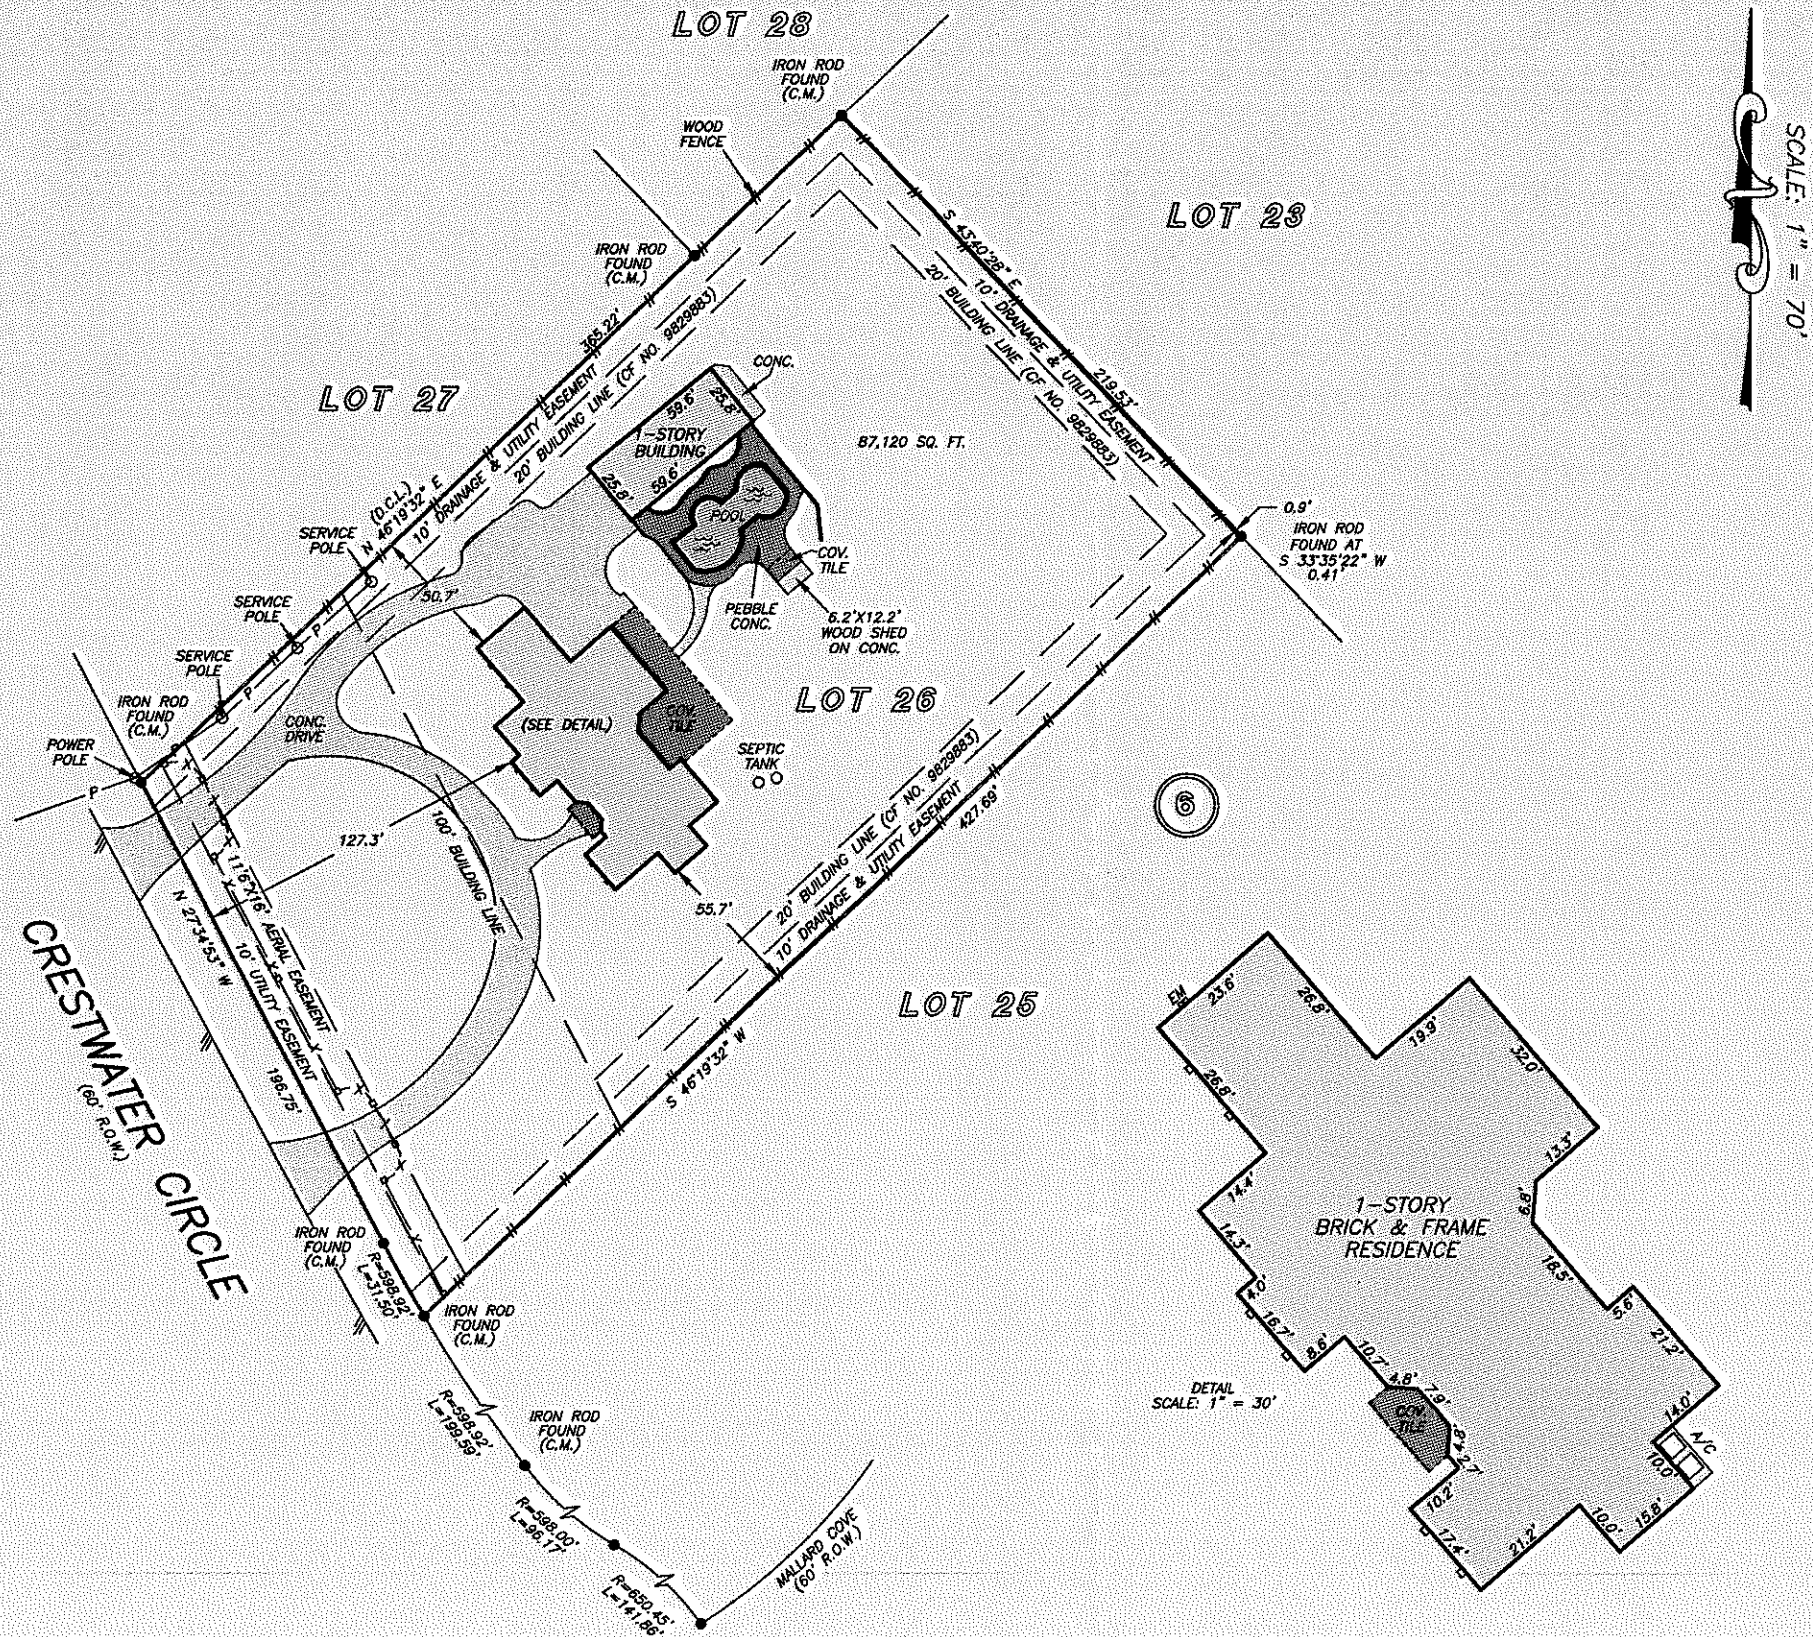 LOT 28
IRON ROD
FOUND
(C.M.)
WOOD
FENCE
SCALE: 1" = 70'
LOT 23
IRON ROD
FOUND
(C.M.)
S 43°40'28" E
219.53'
10' DRAINAGE & UTILITY EASEMENT
20' BUILDING LINE (CF NO. 9829883)
365.22'
(D.C.L.)
N 46°19'32" E
10' DRAINAGE & UTILITY EASEMENT
20' BUILDING LINE (CF NO. 9829883)
LOT 27
CONC.
59.6'
25.8'
1-STORY
BUILDING
59.6'
25.8'
87,120 SQ. FT.
POOL
COV.
TILE
PEBBLE
CONC.
6.2'X12.2'
WOOD SHED
ON CONC.
0.9'
IRON ROD
FOUND AT
S 33°35'22" W
0.41'
SERVICE
POLE
SERVICE
POLE
SERVICE
POLE
P
P
P
50.7'
IRON ROD
FOUND
(C.M.)
POWER
POLE
CONC.
DRIVE
(SEE DETAIL)
COV.
TILE
LOT 26
SEPTIC
TANK
6
127.3'
100' BUILDING LINE
55.7'
20' BUILDING LINE (CF NO. 9829883)
10' DRAINAGE & UTILITY EASEMENT
427.69'
S 46°19'32" W
LOT 25
N 27°34'53" W
196.75'
11'6"X16' AERIAL EASEMENT
10' UTILITY EASEMENT
CRESTWATER CIRCLE
(60' R.O.W.)
IRON ROD
FOUND
(C.M.)
R=598.92'
L=31.50'
IRON ROD
FOUND
(C.M.)
R=598.92'
L=199.59'
IRON ROD
FOUND
(C.M.)
R=598.00'
L=96.17'
R=650.45'
L=141.86'
MALLARD COVE
(60' R.O.W.)
EM
23.6'
26.8'
19.9'
32.0'
26.8'
13.3'
6.8'
14.4'
14.3'
1-STORY
BRICK & FRAME
RESIDENCE
18.5'
4.0'
16.7'
8.6'
10.7'
4.8'
7.9'
5.6'
21.2'
DETAIL
SCALE: 1" = 30'
COV.
TILE
4.8'
2.7'
14.0'
A/C
10.0'
10.2'
17.4'
21.2'
10.0'
15.8'